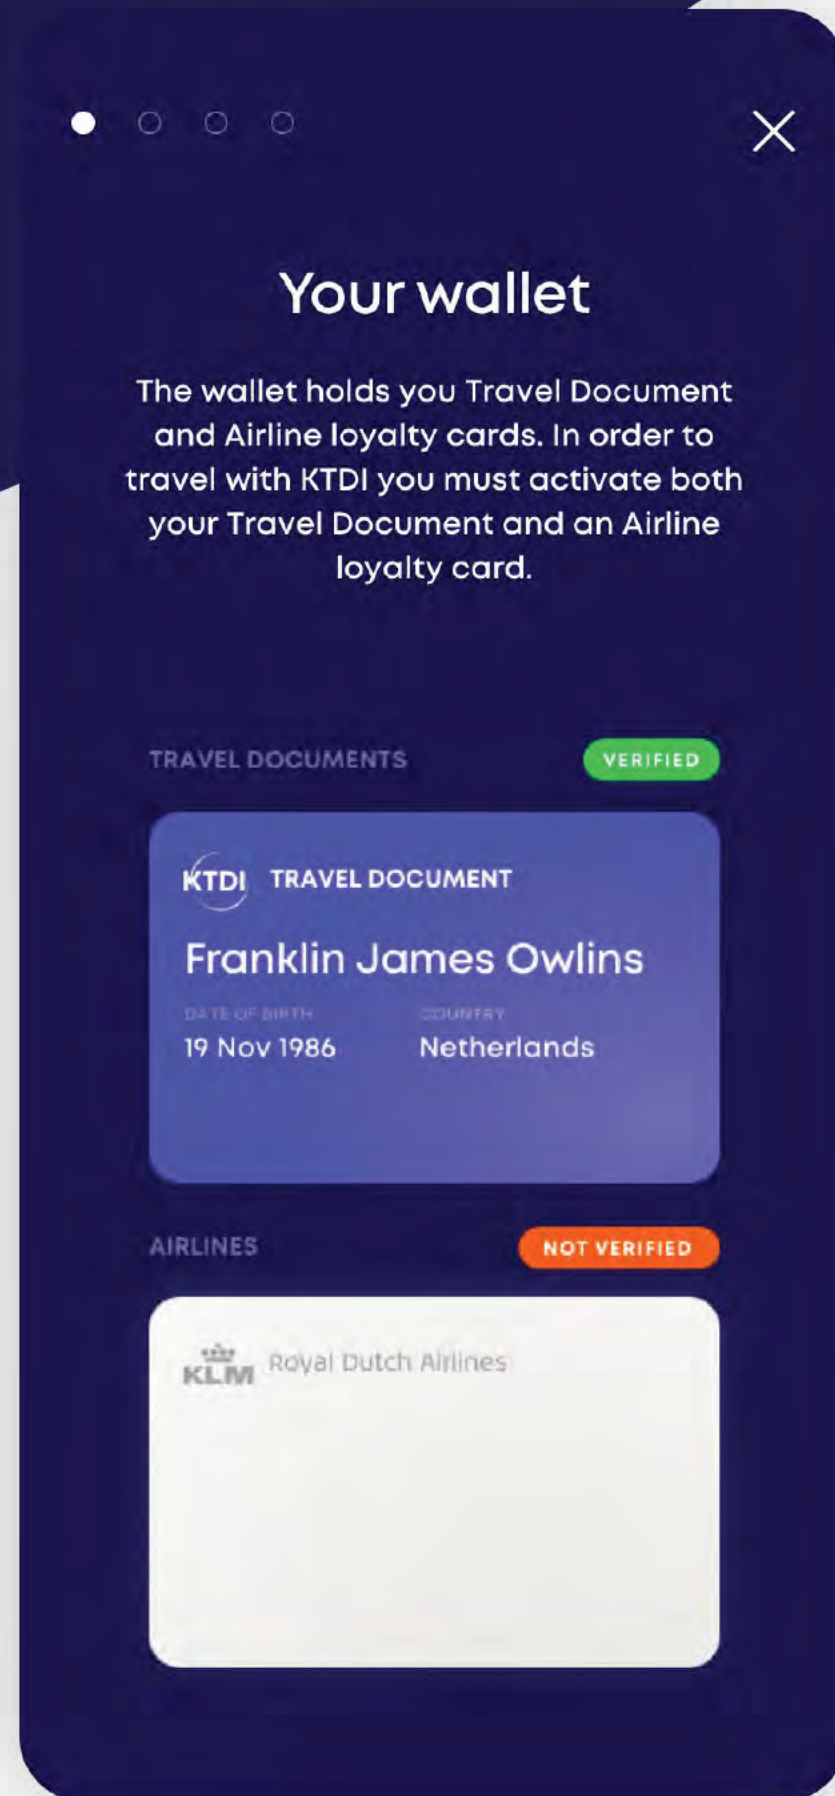 Your wallet
The wallet holds you Travel Document
and Airline loyalty cards. In order to
travel with KTDI you must activate both
your Travel Document and an Airline
loyalty card.
TRAVEL DOCUMENTS VERIFIED
KTDI TRAVEL DOCUMENT
Franklin James Owlins
DATE OF BIRTH COUNTRY
19 Nov 1986 Netherlands
AIRLINES NOT VERIFIED
KLM Royal Dutch Airlines